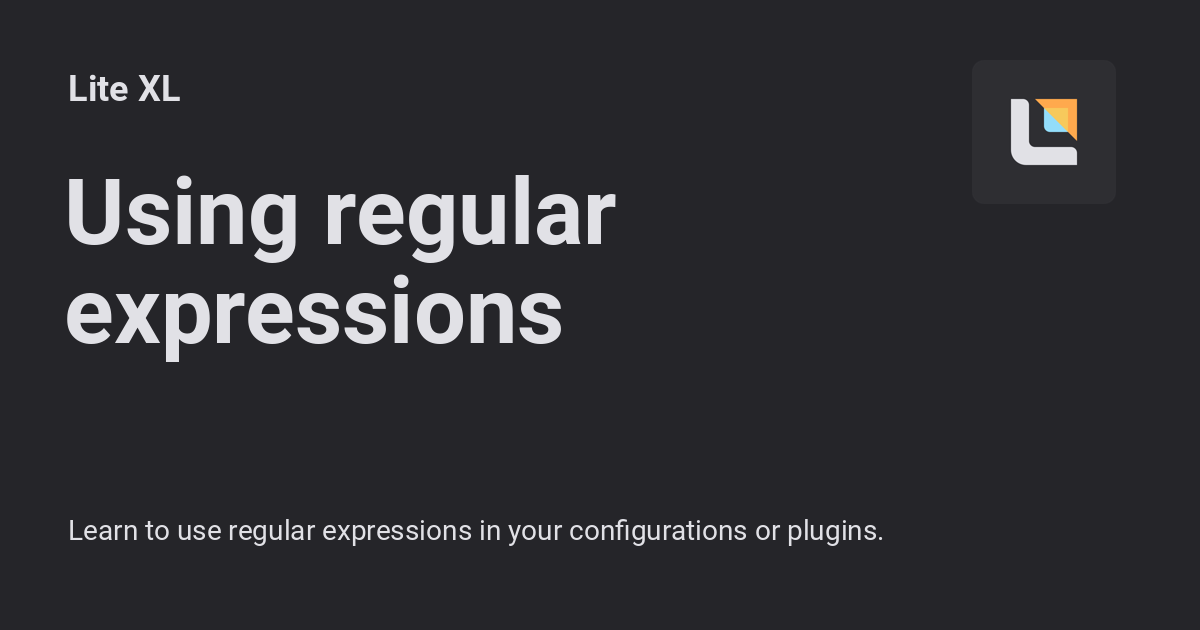 Lite XL
Using regular
expressions
Learn to use regular expressions in your configurations or plugins.